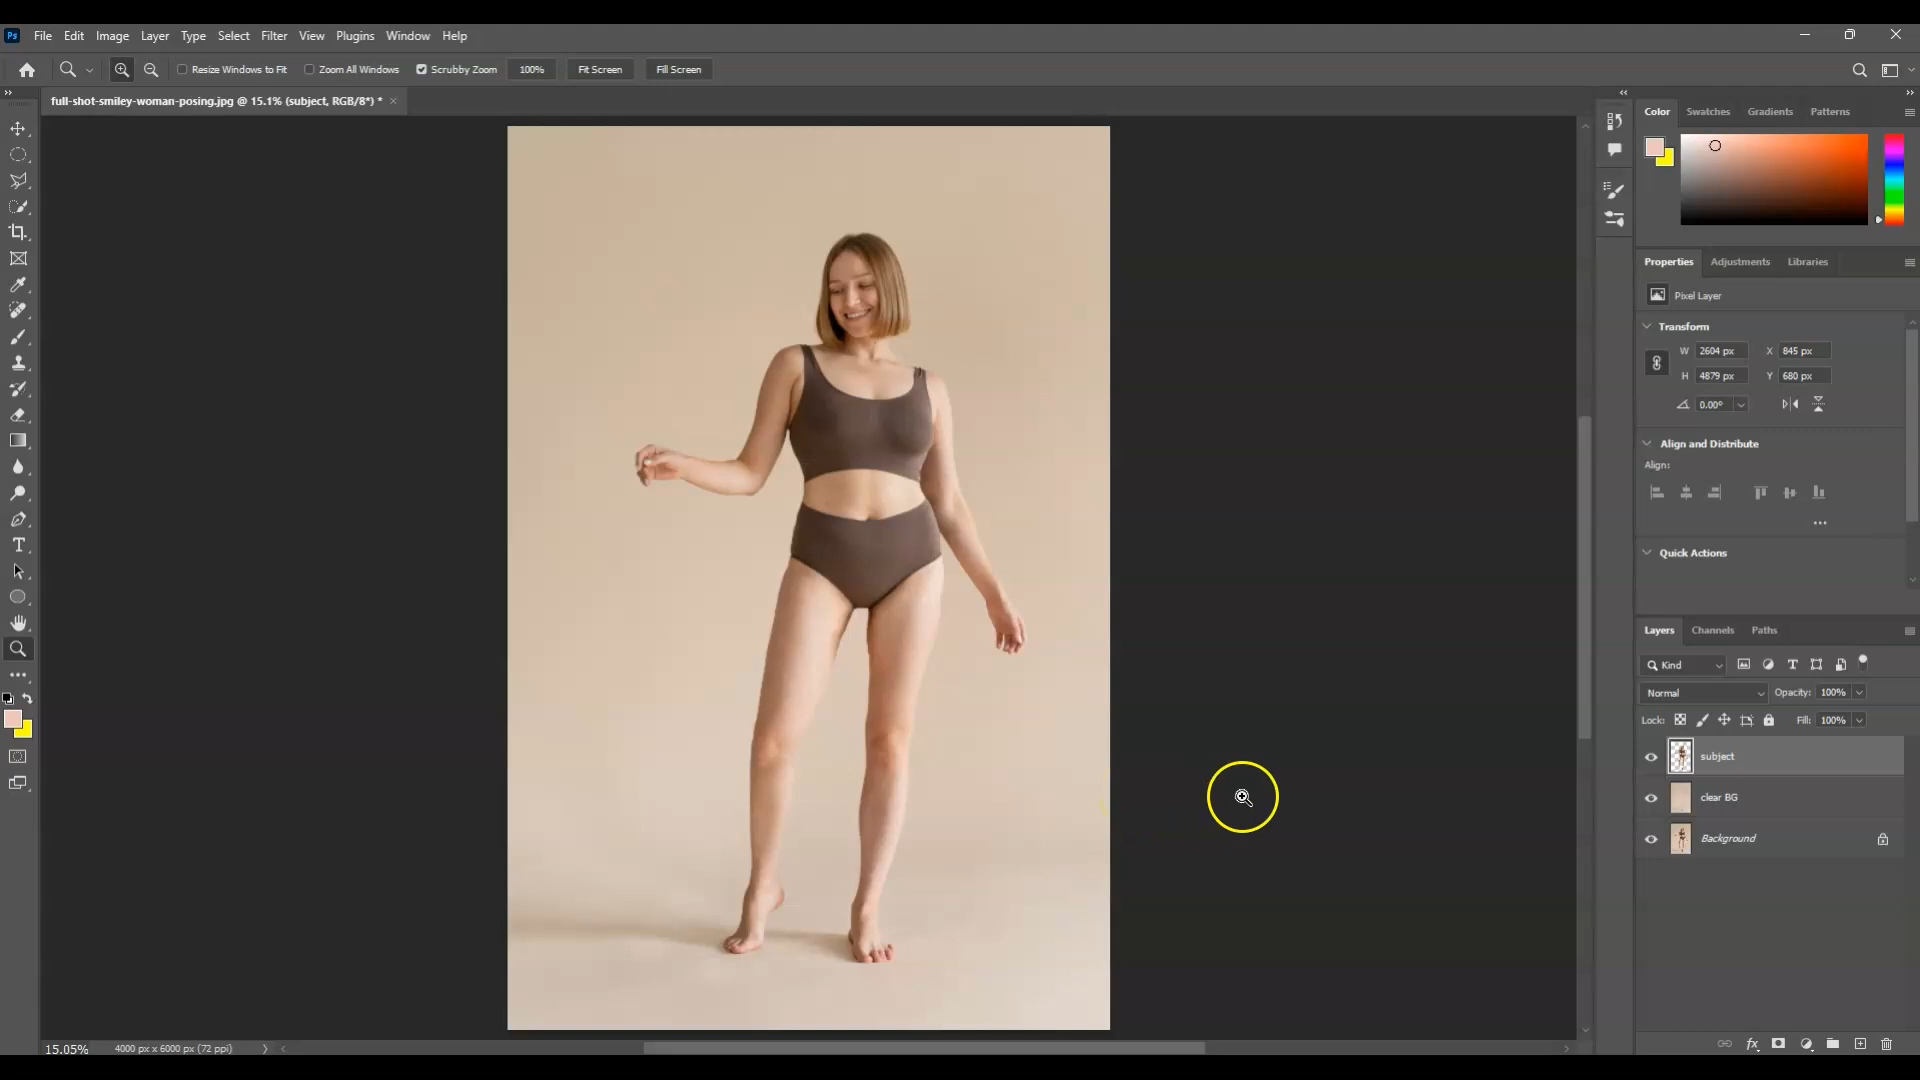 Ps File Edit Image Layer Type Select Filter View Plugins Window Help
Resize Windows to Fit Zoom All Windows Scrubby Zoom 100% Fit Screen Fill Screen
full-shot-smiley-woman-posing.jpg @ 15.1% (subject, RGB/8*) *
Color Swatches Gradients Patterns
Properties Adjustments Libraries
Pixel Layer
Transform
W 2604 px X 845 px
H 4879 px Y 680 px
0.00°
Align and Distribute
Align:
Quick Actions
Layers Channels Paths
Kind
Normal Opacity: 100%
Lock: Fill: 100%
subject
clear BG
Background
fx
15.05% 4000 px x 6000 px (72 ppi)